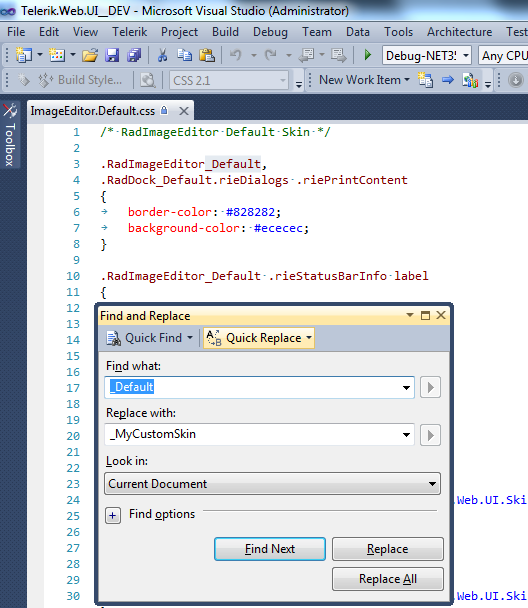 Telerik.Web.UI__DEV - Microsoft Visual Studio (Administrator)
File Edit View Project Build Debug Team Data Tools Architecture Test
Debug-NET35 Any CPU
Build Style... CSS 2.1 New Work Item
Toolbox
ImageEditor.Default.css
1 /* RadImageEditor Default Skin */
2
3 .RadImageEditor_Default,
4 .RadDock_Default.rieDialogs .riePrintContent
5 {
6 border-color: #828282;
7 background-color: #ececec;
8 }
9
10 .RadImageEditor_Default .rieStatusBarInfo label
11 {
12
13
14
15
16
17
18
19
20
21
22
23
24 .Web.UI.Ski
25
26
27
28
29
30 .Web.UI.Ski
Find and Replace
Quick Find Quick Replace
Find what:
_Default
Replace with:
_MyCustomSkin
Look in:
Current Document
+ Find options
Find Next Replace
Replace All